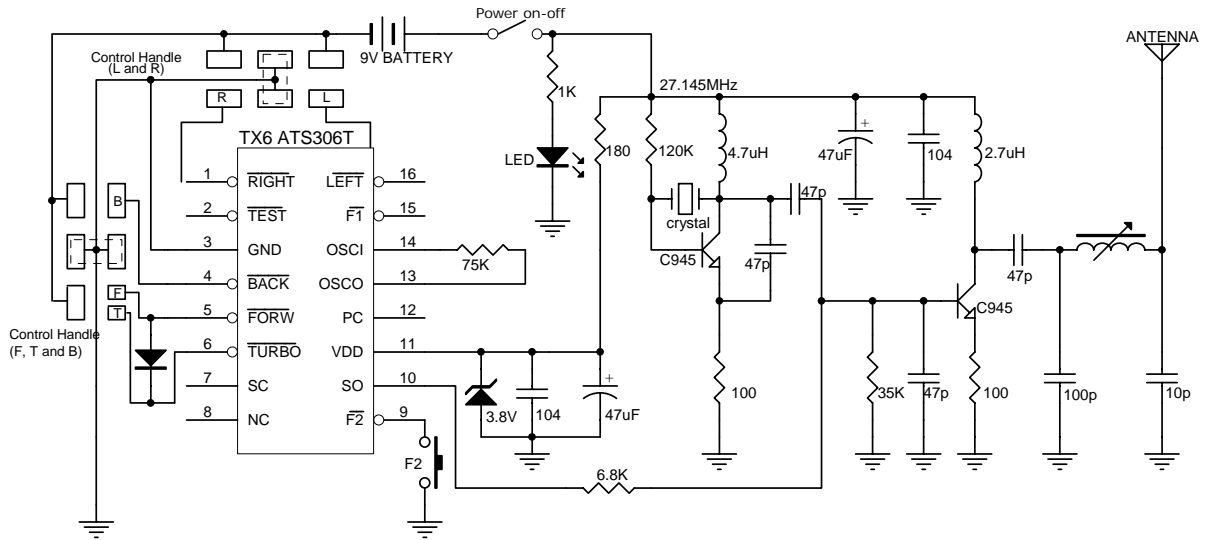 Power on-off
ANTENNA
9V BATTERY
Control Handle
(L and R)
R
L
1K
27.145MHz
TX6 ATS306T
LED
180
120K
4.7uH
47uF
+
104
2.7uH
B
1
RIGHT
LEFT
16
47p
crystal
2
TEST
F1
15
3
GND
OSCI
14
75K
C945
47p
47p
4
BACK
OSCO
13
F
T
5
FORW
PC
12
C945
Control Handle
(F, T and B)
6
TURBO
VDD
11
7
SC
SO
10
+
100
35K
47p
100
100p
10p
3.8V
104
47uF
8
NC
F2
9
F2
6.8K